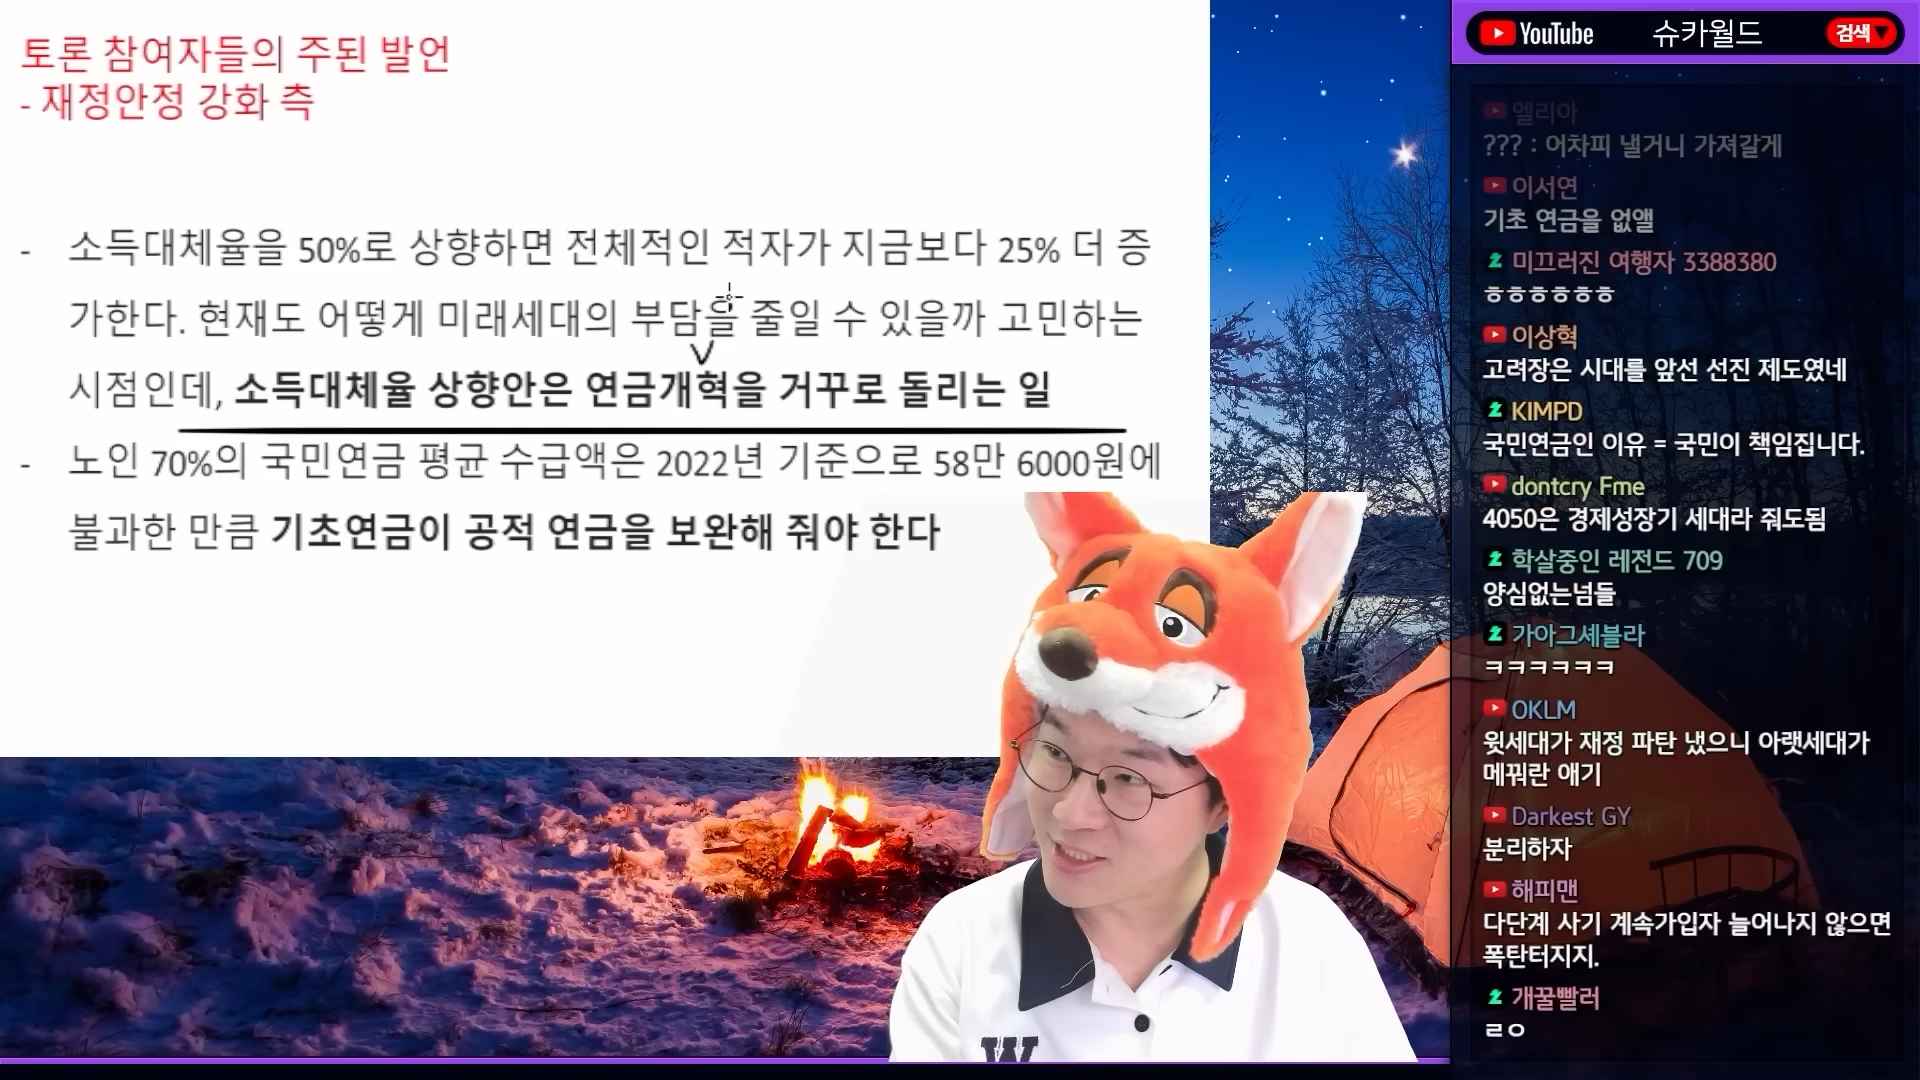 토론 참여자들의 주된 발언
- 재정안정 강화 측
- 소득대체율을 50%로 상향하면 전체적인 적자가 지금보다 25% 더 증
가한다. 현재도 어떻게 미래세대의 부담을 줄일 수 있을까 고민하는
시점인데, 소득대체율 상향안은 연금개혁을 거꾸로 돌리는 일
- 노인 70%의 국민연금 평균 수급액은 2022년 기준으로 58만 6000원에
불과한 만큼 기초연금이 공적 연금을 보완해 줘야 한다
W
YouTube 슈카월드 검색
엘리아
??? : 어차피 낼거니 가져갈게
이서연
기초 연금을 없앨
미끄러진 여행자 3388380
ㅎㅎㅎㅎㅎㅎ
이상혁
고려장은 시대를 앞선 선진 제도였네
KIMPD
국민연금인 이유 = 국민이 책임집니다.
dontcry Fme
4050은 경제성장기 세대라 줘도됨
학살중인 레전드 709
양심없는넘들
가아그세블라
ㅋㅋㅋㅋㅋㅋ
OKLM
윗세대가 재정 파탄 냈으니 아랫세대가
메꿔란 얘기
Darkest GY
분리하자
해피맨
다단계 사기 계속가입자 늘어나지 않으면
폭탄터지지.
개꿀빨러
ㄹㅇ